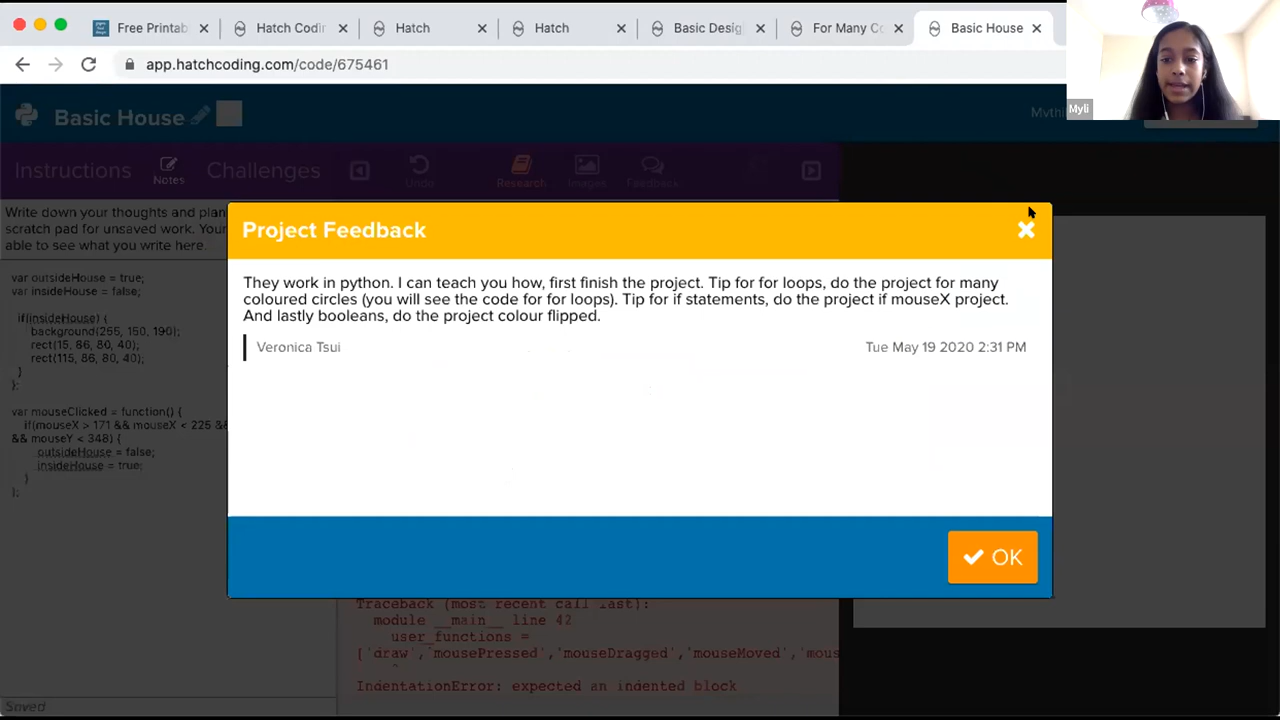 Free Printab
Hatch Codin
Hatch
Hatch
Basic Desig
For Many Co
Basic House
app.hatchcoding.com/code/675461
Myli
Basic House
Mythi
Instructions
Notes
Challenges
Undo
Research
Images
Feedback
Write down your thoughts and plan
scratch pad for unsaved work. Your
able to see what you write here.
Project Feedback
They work in python. I can teach you how, first finish the project. Tip for for loops, do the project for many
coloured circles (you will see the code for for loops). Tip for if statements, do the project if mouseX project.
And lastly booleans, do the project colour flipped.
Veronica Tsui
Tue May 19 2020 2:31 PM
OK
var outsideHouse = true;
var insideHouse = false;
if(insideHouse) {
background(255, 150, 190);
rect(15, 86, 80, 40);
rect(115, 86, 80, 40);
}
};
var mouseClicked = function() {
if(mouseX > 171 && mouseX < 225 &&
&& mouseY < 348) {
outsideHouse = false;
insideHouse = true;
}
};
Traceback (most recent call last):
module __main__ line 42
user_functions =
['draw','mousePressed','mouseDragged','mouseMoved','mous
^
IndentationError: expected an indented block
Saved